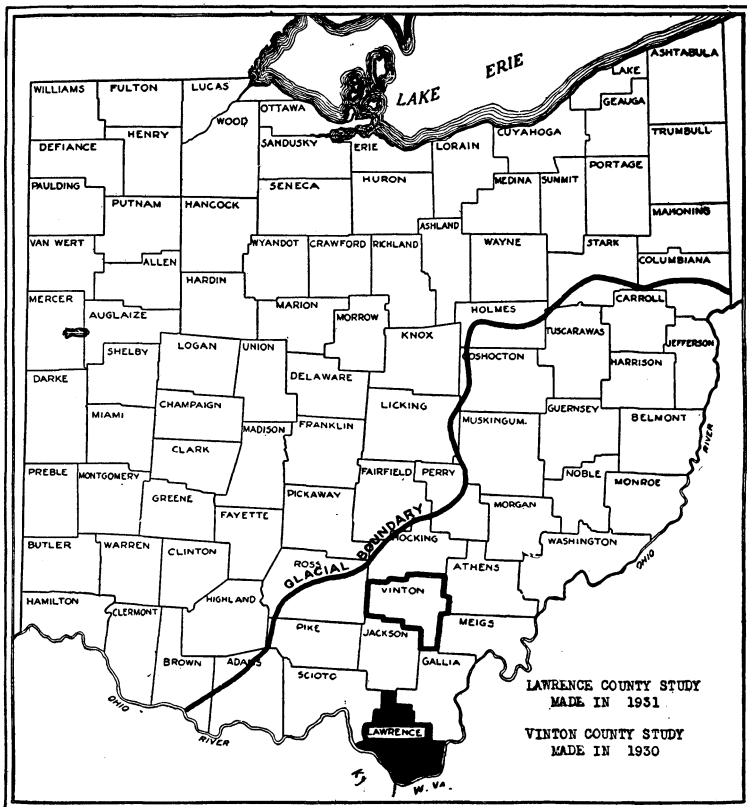 ASHTABULA
LAKE ERIE
LAKE
WILLIAMS FULTON LUCAS
GEAUGA
OTTAWA
WOOD
CUYAHOGA
TRUMBULL
HENRY
SANDUSKY ERIE LORAIN
DEFIANCE
PORTAGE
PAULDING
SENECA
HURON
MEDINA SUMMIT
PUTNAM HANCOCK
MAHONING
ASHLAND
VAN WERT
WYANDOT CRAWFORD RICHLAND
WAYNE
STARK
ALLEN
COLUMBIANA
HARDIN
MERCER
MARION
CARROLL
AUGLAIZE
MORROW
HOLMES
KNOX
TUSCARAWAS
JEFFERSON
SHELBY
LOGAN UNION
COSHOCTON
HARRISON
DARKE
DELAWARE
CHAMPAIGN
LICKING
GUERNSEY
MIAMI
MADISON FRANKLIN
MUSKINGUM.
BELMONT
CLARK
RIVER
PREBLE MONTGOMERY
FAIRFIELD PERRY
NOBLE
MONROE
GREENE
PICKAWAY
MORGAN
FAYETTE
GLACIAL BOUNDARY
HOCKING
WASHINGTON
BUTLER WARREN CLINTON
OHIO
ROSS
ATHENS
HAMILTON
HIGHLAND
VINTON
CLERMONT
MEIGS
PIKE
JACKSON
BROWN ADAMS
GALLIA
SCIOTO
OHIO
RIVER
LAWRENCE
LAWRENCE COUNTY STUDY
MADE IN 1931
VINTON COUNTY STUDY
MADE IN 1930
KY
W. VA.